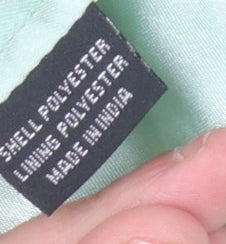 SHELL POLYESTER
LINING POLYESTER
MADE IN INDIA